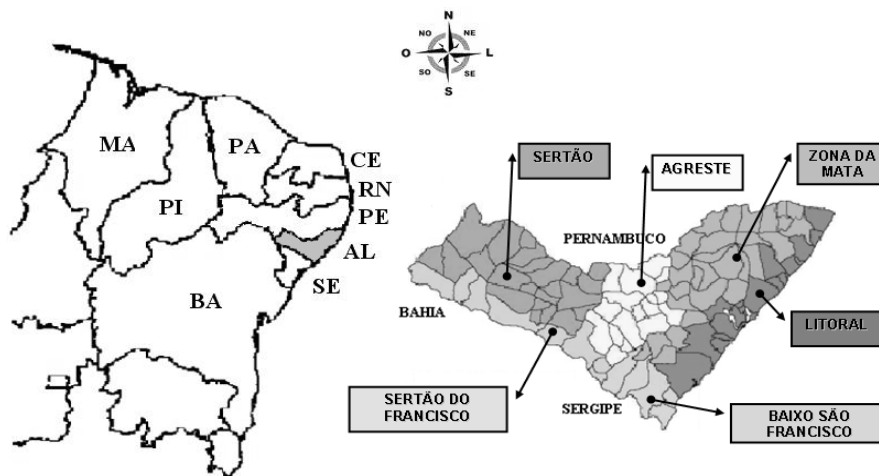 N
NO
NE
O
L
SO
SE
S
MA
PA
CE
RN
PI
PE
AL
SE
BA
SERTÃO
AGRESTE
ZONA DA
MATA
PERNAMBUCO
BAHIA
LITORAL
SERTÃO DO
FRANCISCO
SERGIPE
BAIXO SÃO
FRANCISCO